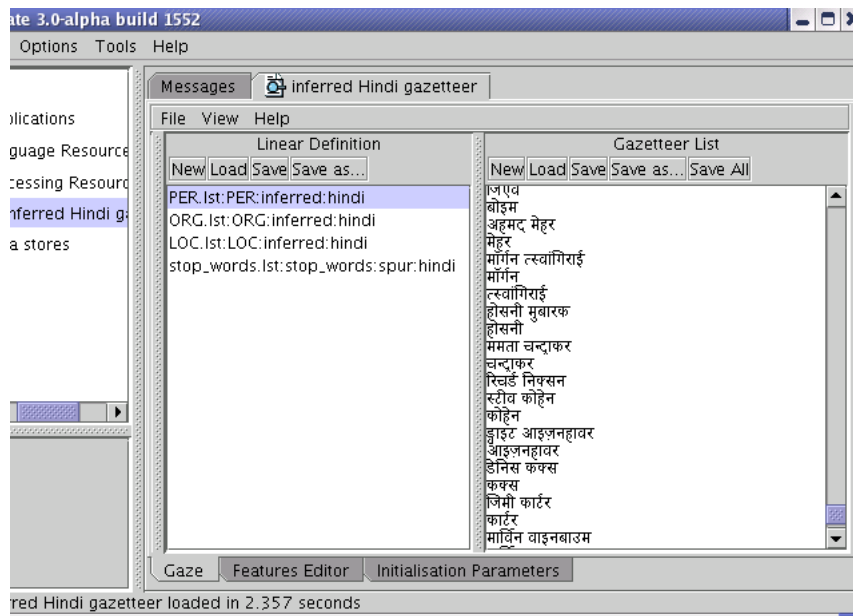 ate 3.0-alpha build 1552
Options Tools Help
Messages inferred Hindi gazetteer
plications
guage Resource
cessing Resourc
nferred Hindi ga
a stores
File View Help
Linear Definition
New Load Save Save as...
PER.lst:PER:inferred:hindi
ORG.lst:ORG:inferred:hindi
LOC.lst:LOC:inferred:hindi
stop_words.lst:stop_words:spur:hindi
Gazetteer List
New Load Save Save as... Save All
बोइम
अहमद मेहर
मेहर
मॉर्गन त्स्वांगिराई
मॉर्गन
त्स्वांगिराई
होसनी मुबारक
होसनी
ममता चन्द्राकर
चन्द्राकर
रिचर्ड निक्सन
स्टीव कोहेन
कोहेन
ड्वाइट आइज़नहावर
आइज़नहावर
डेनिस कक्स
कक्स
जिमी कार्टर
कार्टर
मार्विन वाइनबाउम
Gaze Features Editor Initialisation Parameters
rred Hindi gazetteer loaded in 2.357 seconds